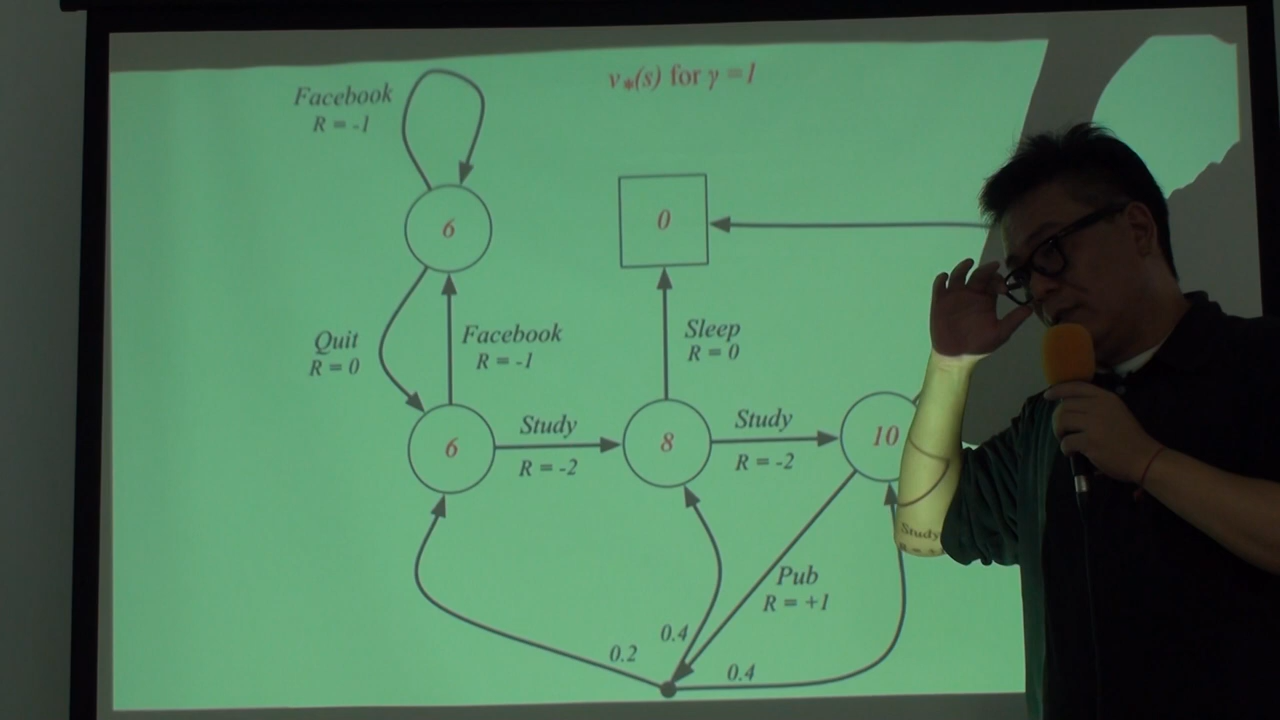 v*(s) for γ =1
Facebook
R = -1
6
0
Quit
R = 0
Facebook
R = -1
Sleep
R = 0
6
Study
R = -2
8
Study
R = -2
10
Study
Pub
R = +1
0.4
0.2
0.4